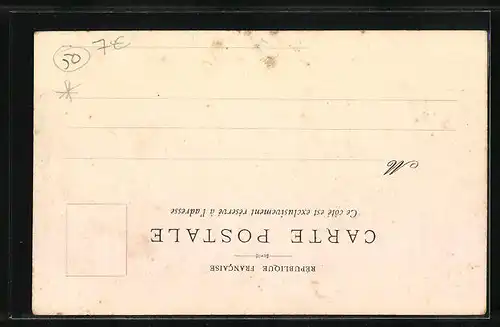 RÉPUBLIQUE FRANÇAISE
CARTE POSTALE
Ce côté est exclusivement réservé à l'adresse
M
50
7€